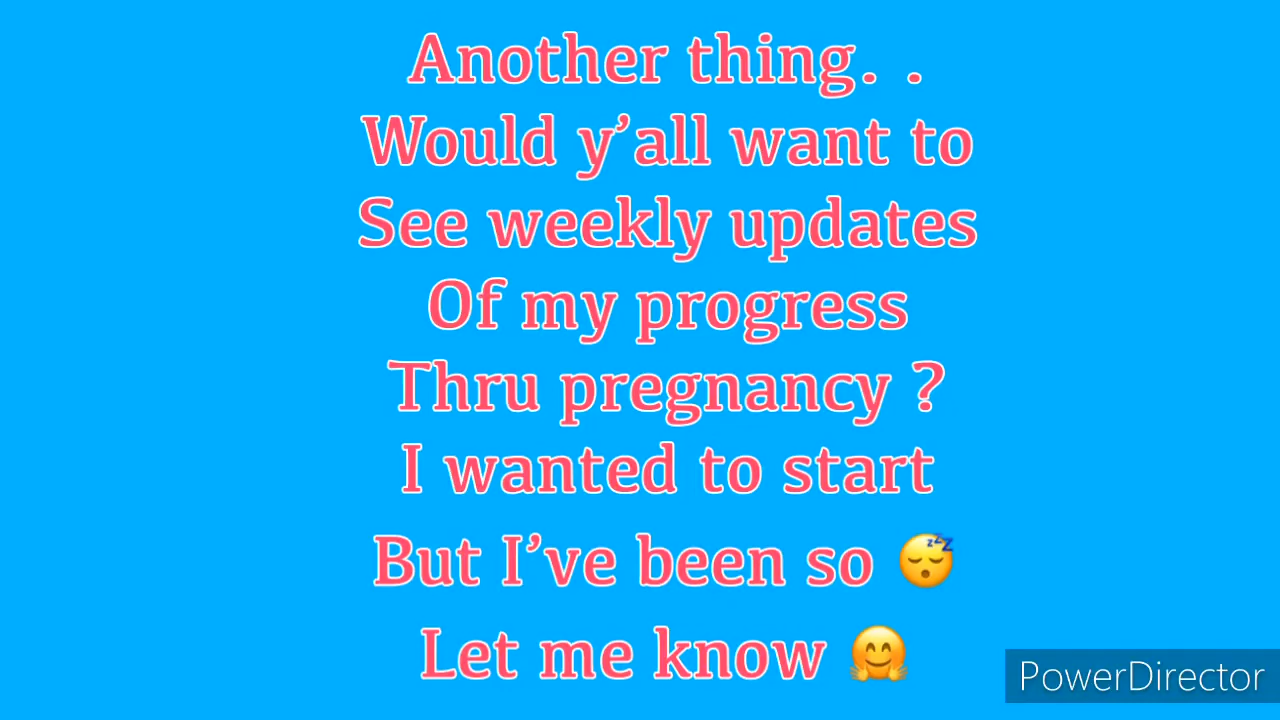 Another thing. .
Would y’all want to
See weekly updates
Of my progress
Thru pregnancy ?
I wanted to start
But I’ve been so 😴
Let me know 🤗
PowerDirector